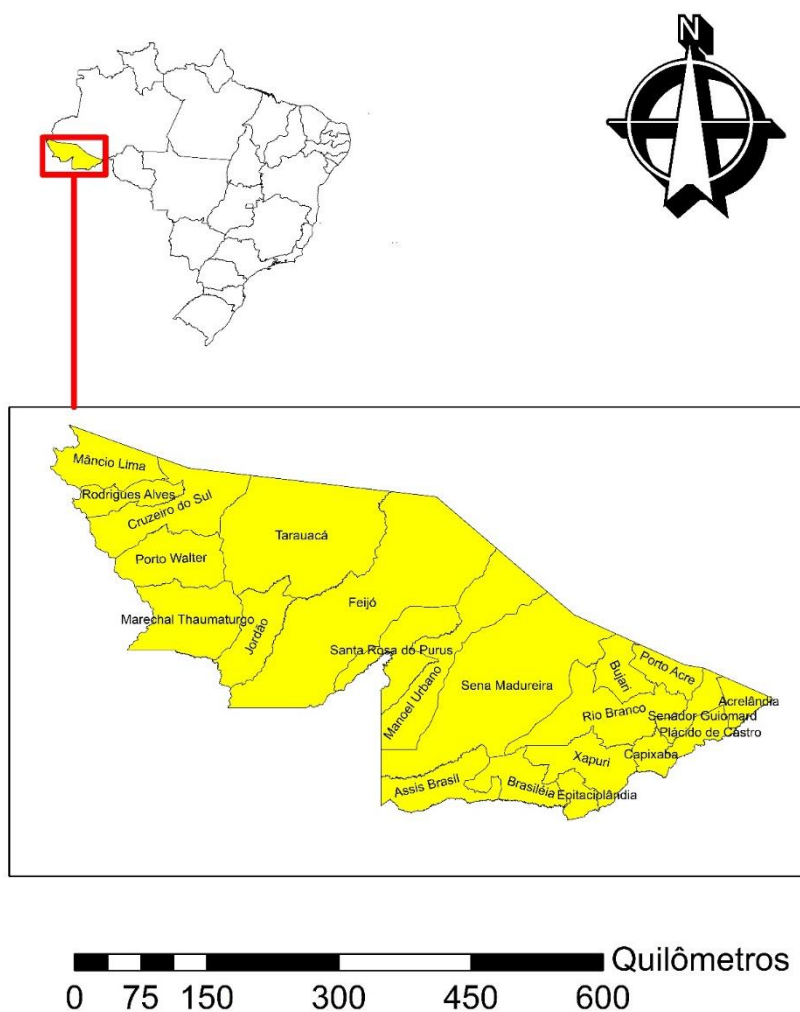 N
Mâncio Lima
Rodrigues Alves
Cruzeiro do Sul
Tarauacá
Porto Walter
Feijó
Marechal Thaumaturgo
Jordão
Santa Rosa do Purus
Manoel Urbano
Sena Madureira
Bujari
Porto Acre
Acrelândia
Rio Branco
Senador Guiomard
Plácido de Castro
Capixaba
Xapuri
Assis Brasil
Brasiléia
Epitaciolândia
Quilômetros
0 75 150 300 450 600